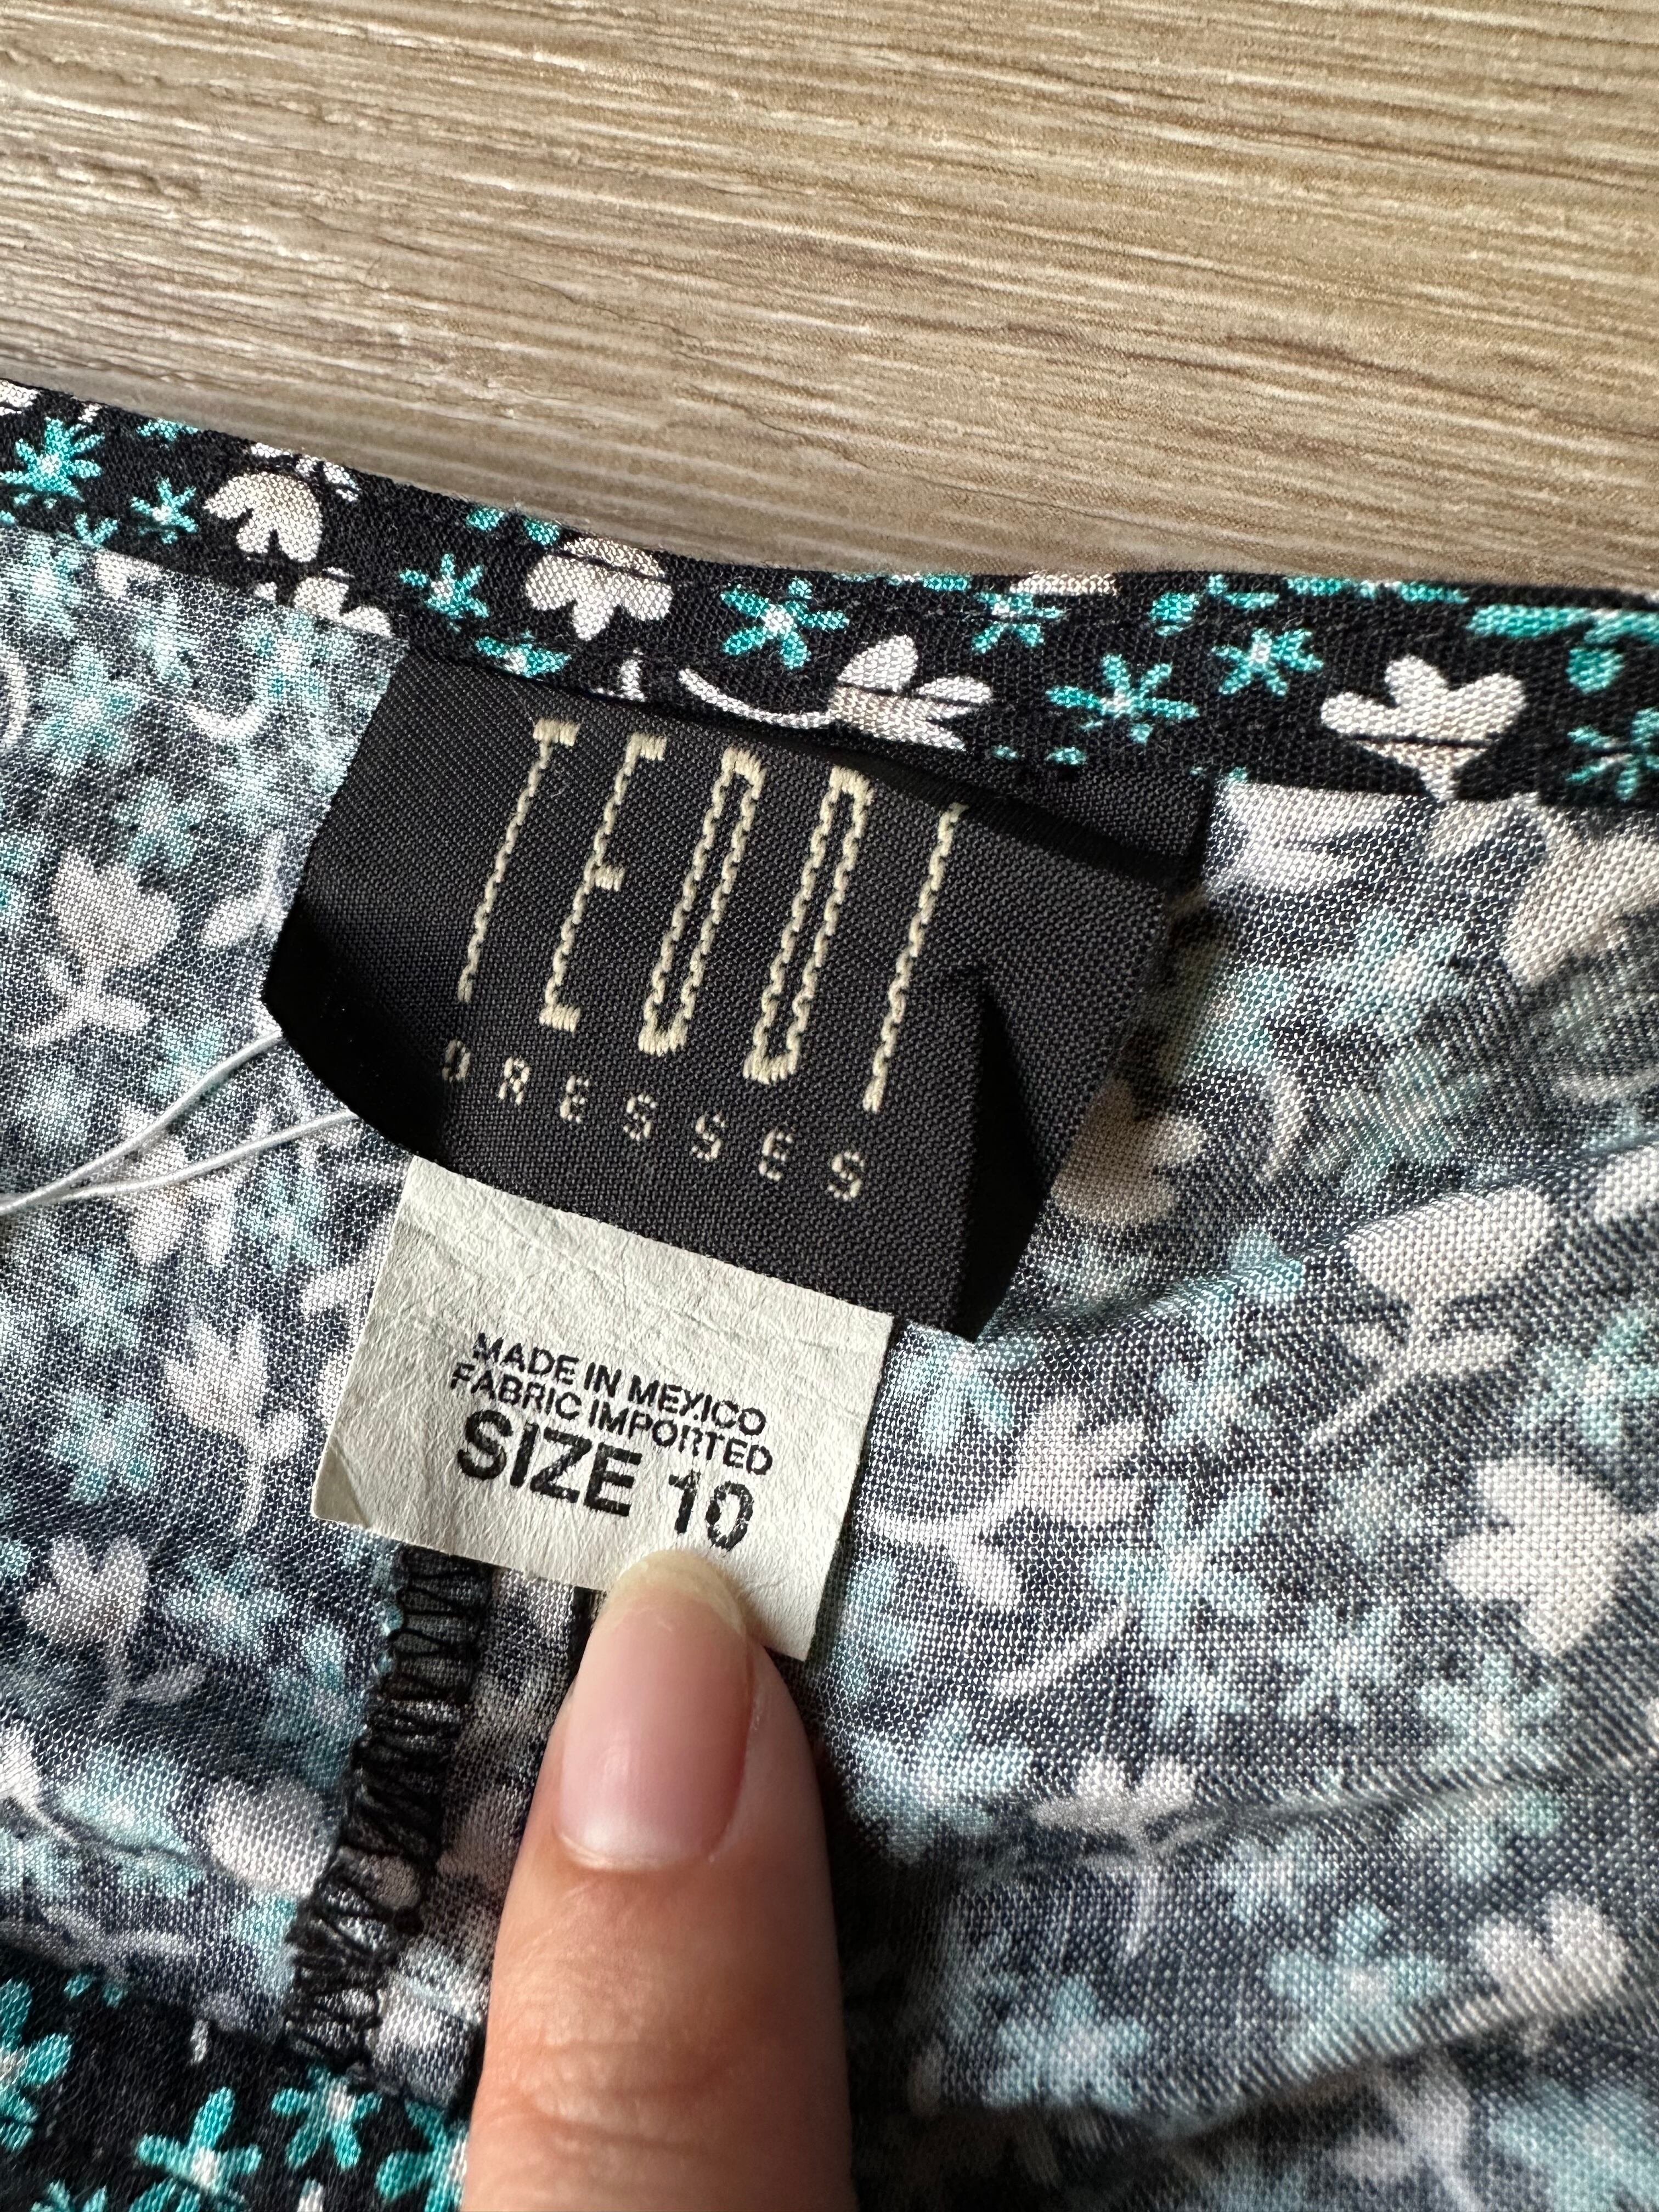 TEDDI
DRESSES
MADE IN MEXICO
FABRIC IMPORTED
SIZE 10